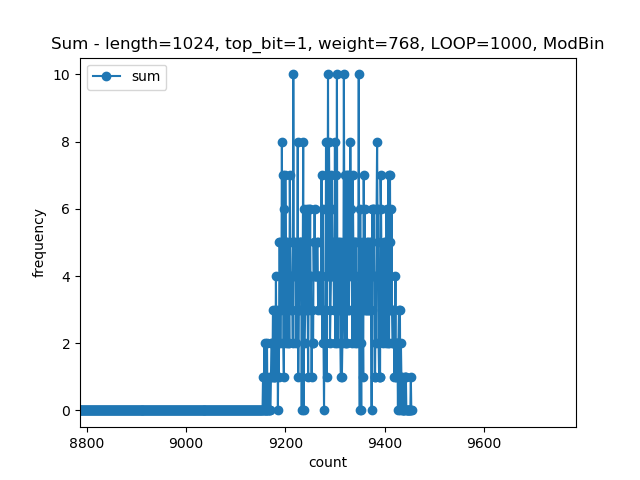 Sum - length=1024, top_bit=1, weight=768, LOOP=1000, ModBin
sum
frequency
10
8
6
4
2
0
8800 9000 9200 9400 9600
count